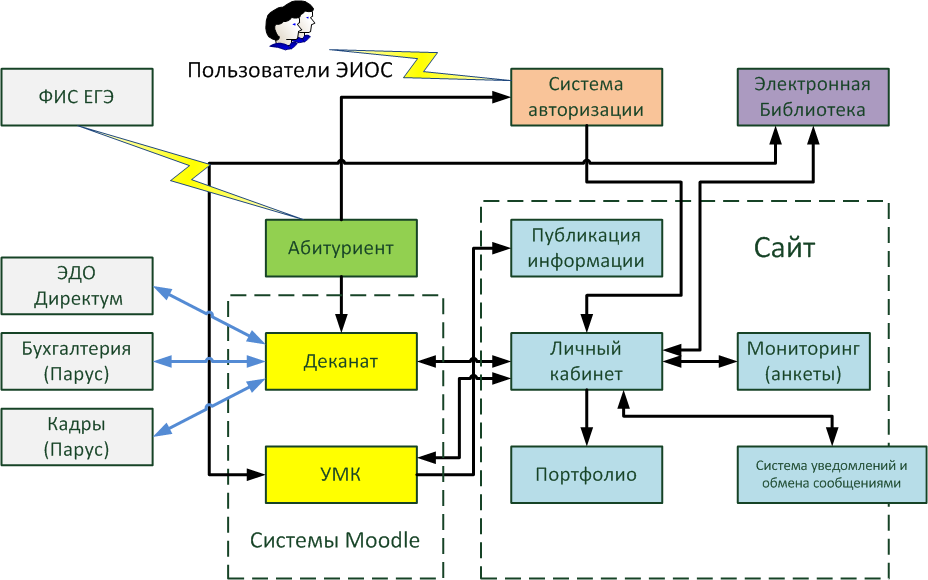 Пользователи ЭИОС
ФИС ЕГЭ
Система
авторизации
Электронная
Библиотека
Абитуриент
Публикация
информации
Сайт
ЭДО
Директум
Бухгалтерия
(Парус)
Деканат
Личный
кабинет
Мониторинг
(анкеты)
Кадры
(Парус)
УМК
Портфолио
Система уведомлений и
обмена сообщениями
Системы Moodle